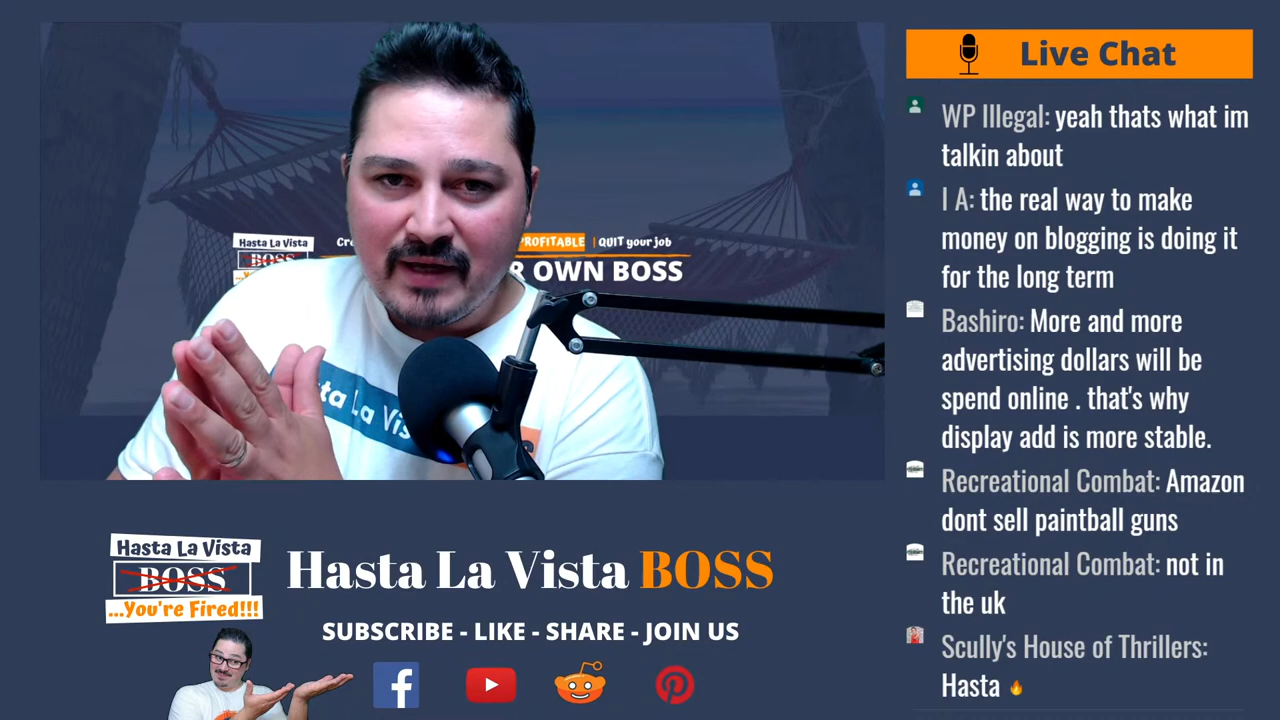 Live Chat
WP Illegal: yeah thats what im
talkin about
I A: the real way to make
money on blogging is doing it
for the long term
Bashiro: More and more
advertising dollars will be
spend online . that's why
display add is more stable.
Recreational Combat: Amazon
dont sell paintball guns
Recreational Combat: not in
the uk
Scully's House of Thrillers:
Hasta 🔥
Hasta La Vista
BOSS
PROFITABLE | QUIT your job
OWN BOSS
La
Hasta La Vista
BOSS
...You're Fired!!!
Hasta La Vista BOSS
SUBSCRIBE - LIKE - SHARE - JOIN US